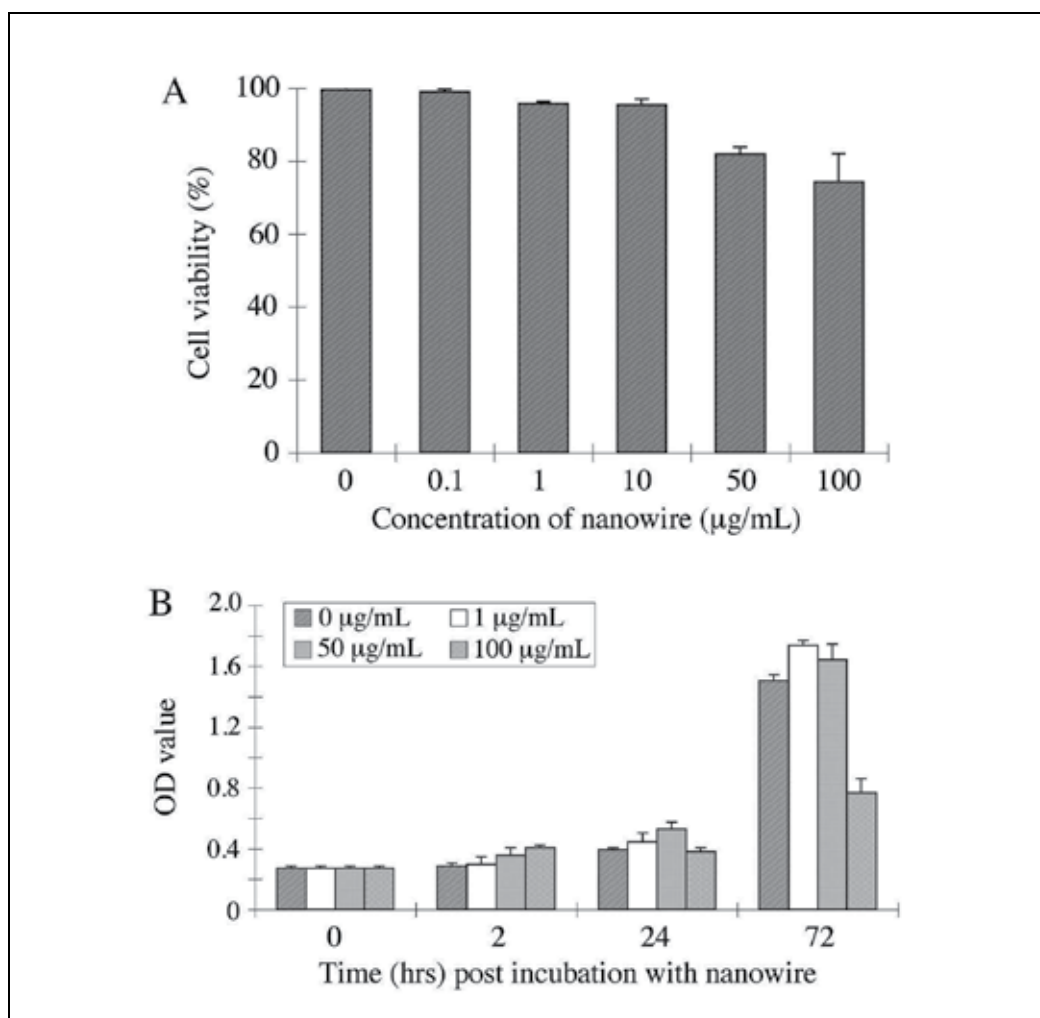 A
100
80
60
40
20
0
Cell viability (%)
0 0.1 1 10 50 100
Concentration of nanowire (µg/mL)
B
2.0
1.6
1.2
0.8
0.4
0
OD value
0 µg/mL 1 µg/mL
50 µg/mL 100 µg/mL
0 2 24 72
Time (hrs) post incubation with nanowire